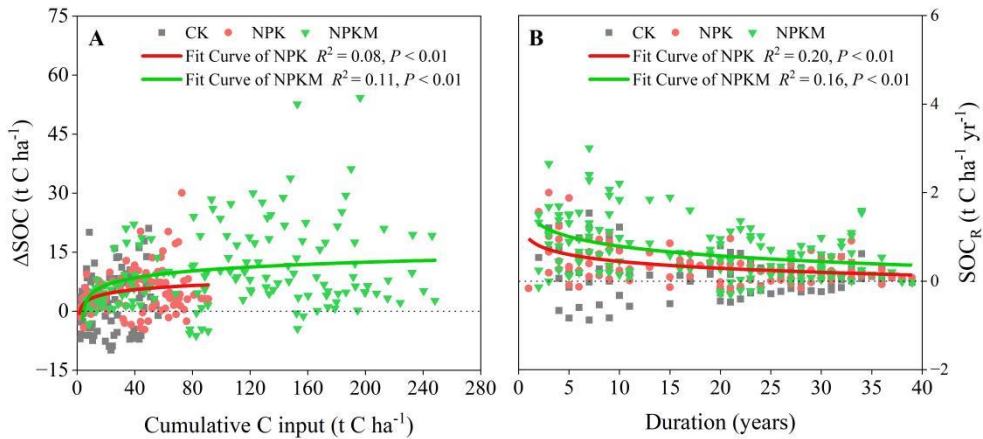 A
CK NPK NPKM
Fit Curve of NPK R² = 0.08, P < 0.01
Fit Curve of NPKM R² = 0.11, P < 0.01
75
60
45
30
15
0
−15
ΔSOC (t C ha⁻¹)
0 40 80 120 160 200 240 280
Cumulative C input (t C ha⁻¹)
B
CK NPK NPKM
Fit Curve of NPK R² = 0.20, P < 0.01
Fit Curve of NPKM R² = 0.16, P < 0.01
6
4
2
0
−2
SOC_R (t C ha⁻¹ yr⁻¹)
0 5 10 15 20 25 30 35 40
Duration (years)